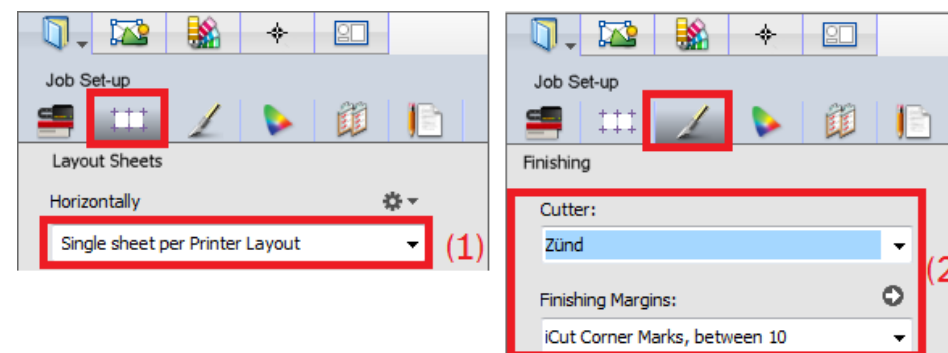 Job Set-up
Layout Sheets
Horizontally
Single sheet per Printer Layout
(1)
Job Set-up
Finishing
Cutter:
Zünd
(2
Finishing Margins:
iCut Corner Marks, between 10